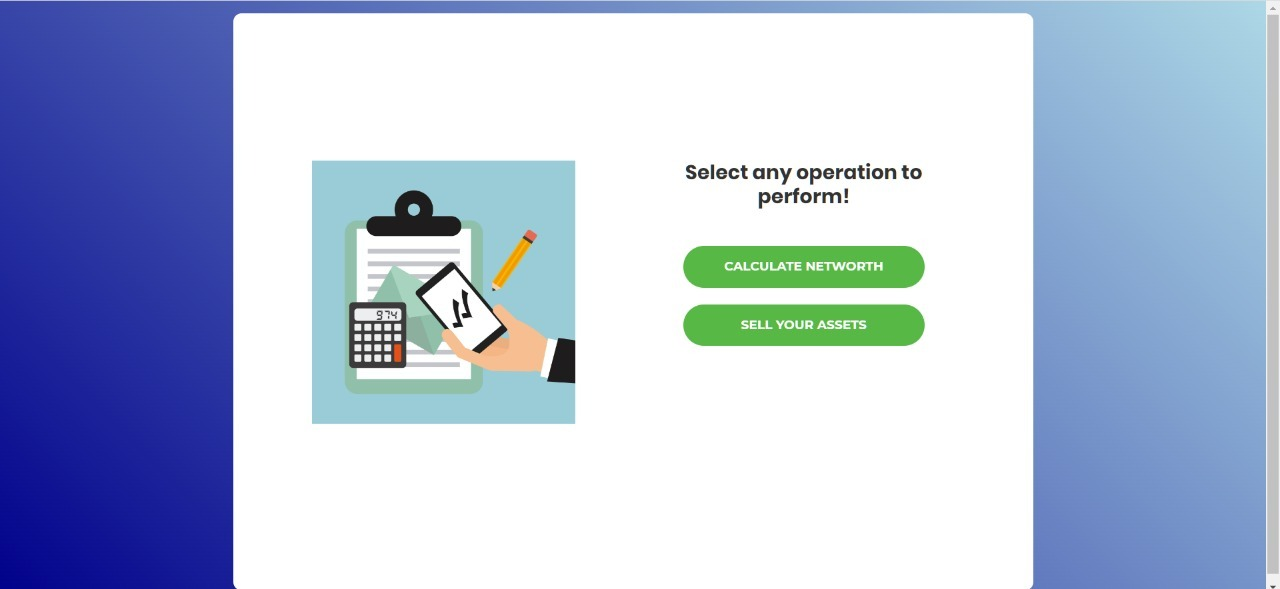 974
Select any operation to
perform!
CALCULATE NETWORTH
SELL YOUR ASSETS